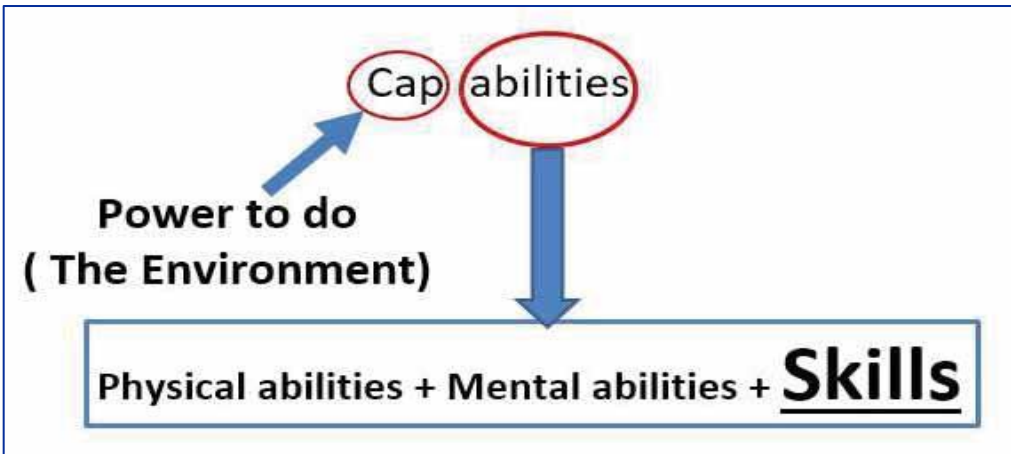 Cap abilities
Power to do
( The Environment)
Physical abilities + Mental abilities + Skills